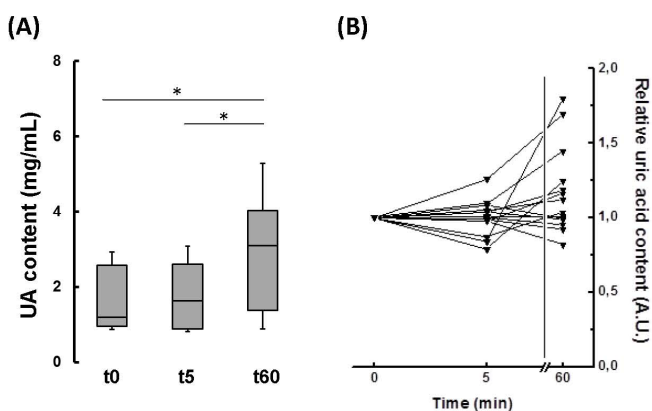 (A)
(B)
UA content (mg/mL)
8
6
4
2
0
*
*
t0
t5
t60
2,0
1,5
1,0
0,5
0,0
Relative uric acid content (A.U.)
0
5
60
Time (min)